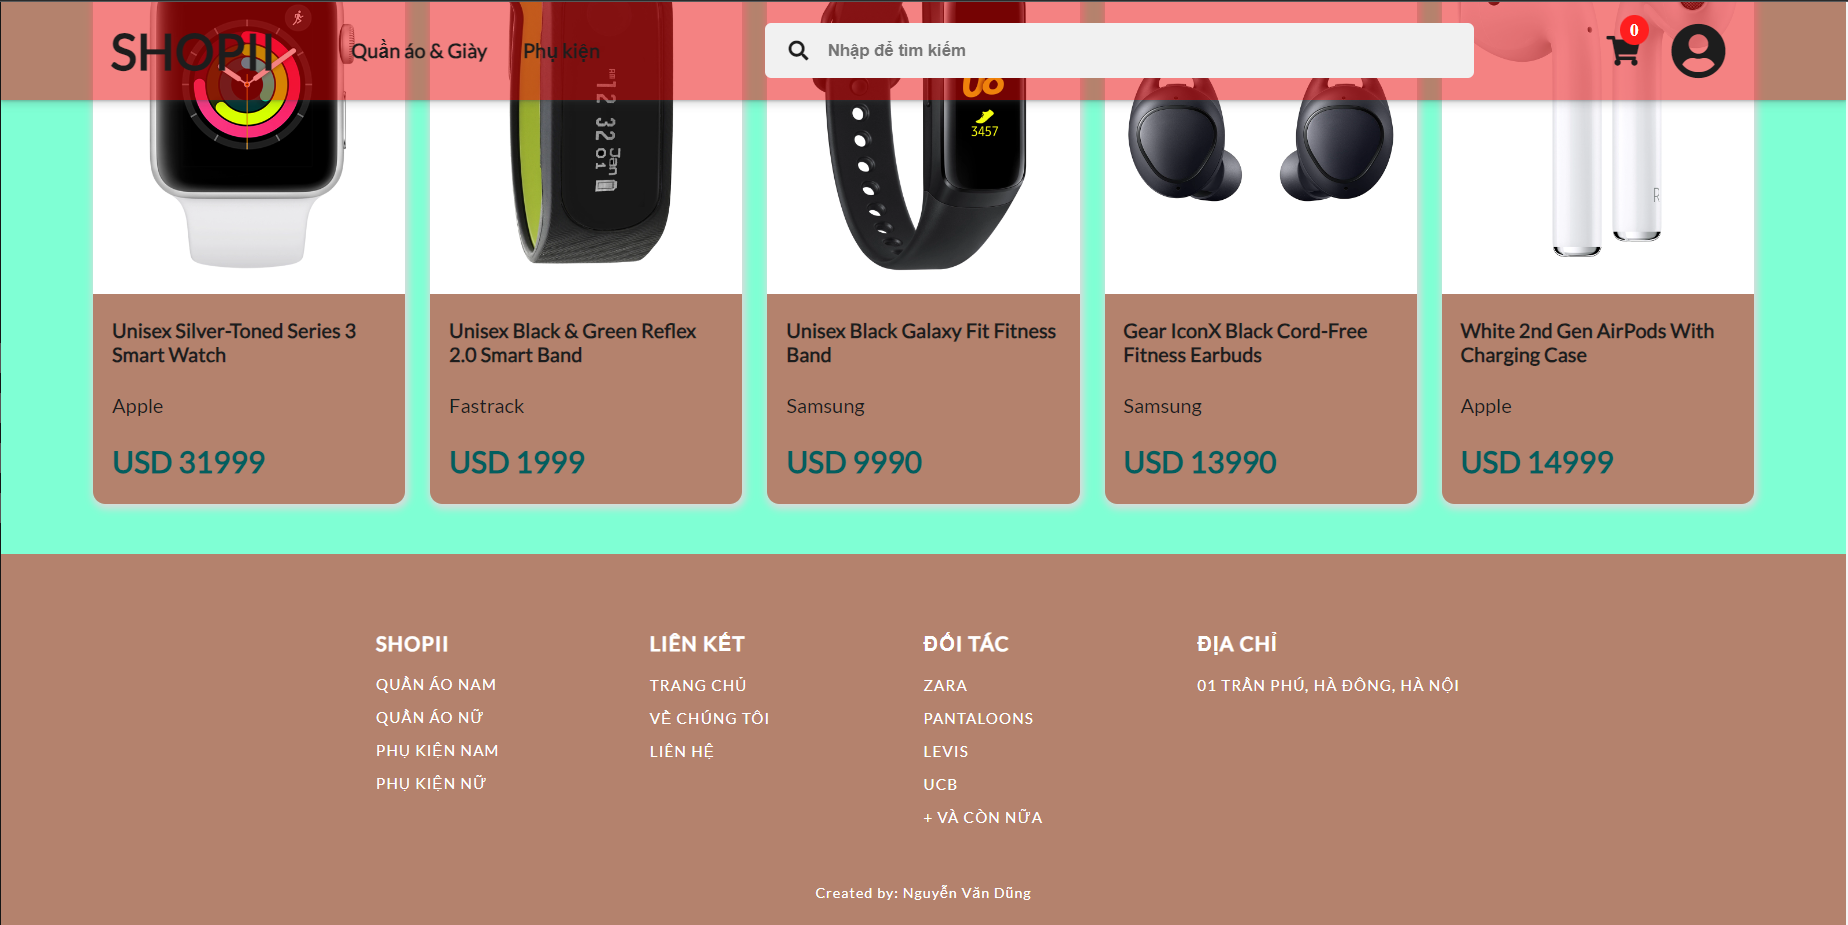 SHOPII
Quần áo & Giày
Phụ kiện
Nhập để tìm kiếm
0
12 32
Jan
01
3457
Unisex Silver-Toned Series 3
Smart Watch
Apple
USD 31999
Unisex Black & Green Reflex
2.0 Smart Band
Fastrack
USD 1999
Unisex Black Galaxy Fit Fitness
Band
Samsung
USD 9990
Gear IconX Black Cord-Free
Fitness Earbuds
Samsung
USD 13990
R
White 2nd Gen AirPods With
Charging Case
Apple
USD 14999
SHOPII
QUẦN ÁO NAM
QUẦN ÁO NỮ
PHỤ KIỆN NAM
PHỤ KIỆN NỮ
LIÊN KẾT
TRANG CHỦ
VỀ CHÚNG TÔI
LIÊN HỆ
ĐỐI TÁC
ZARA
PANTALOONS
LEVIS
UCB
+ VÀ CÒN NỮA
ĐỊA CHỈ
01 TRẦN PHÚ, HÀ ĐÔNG, HÀ NỘI
Created by: Nguyễn Văn Dũng